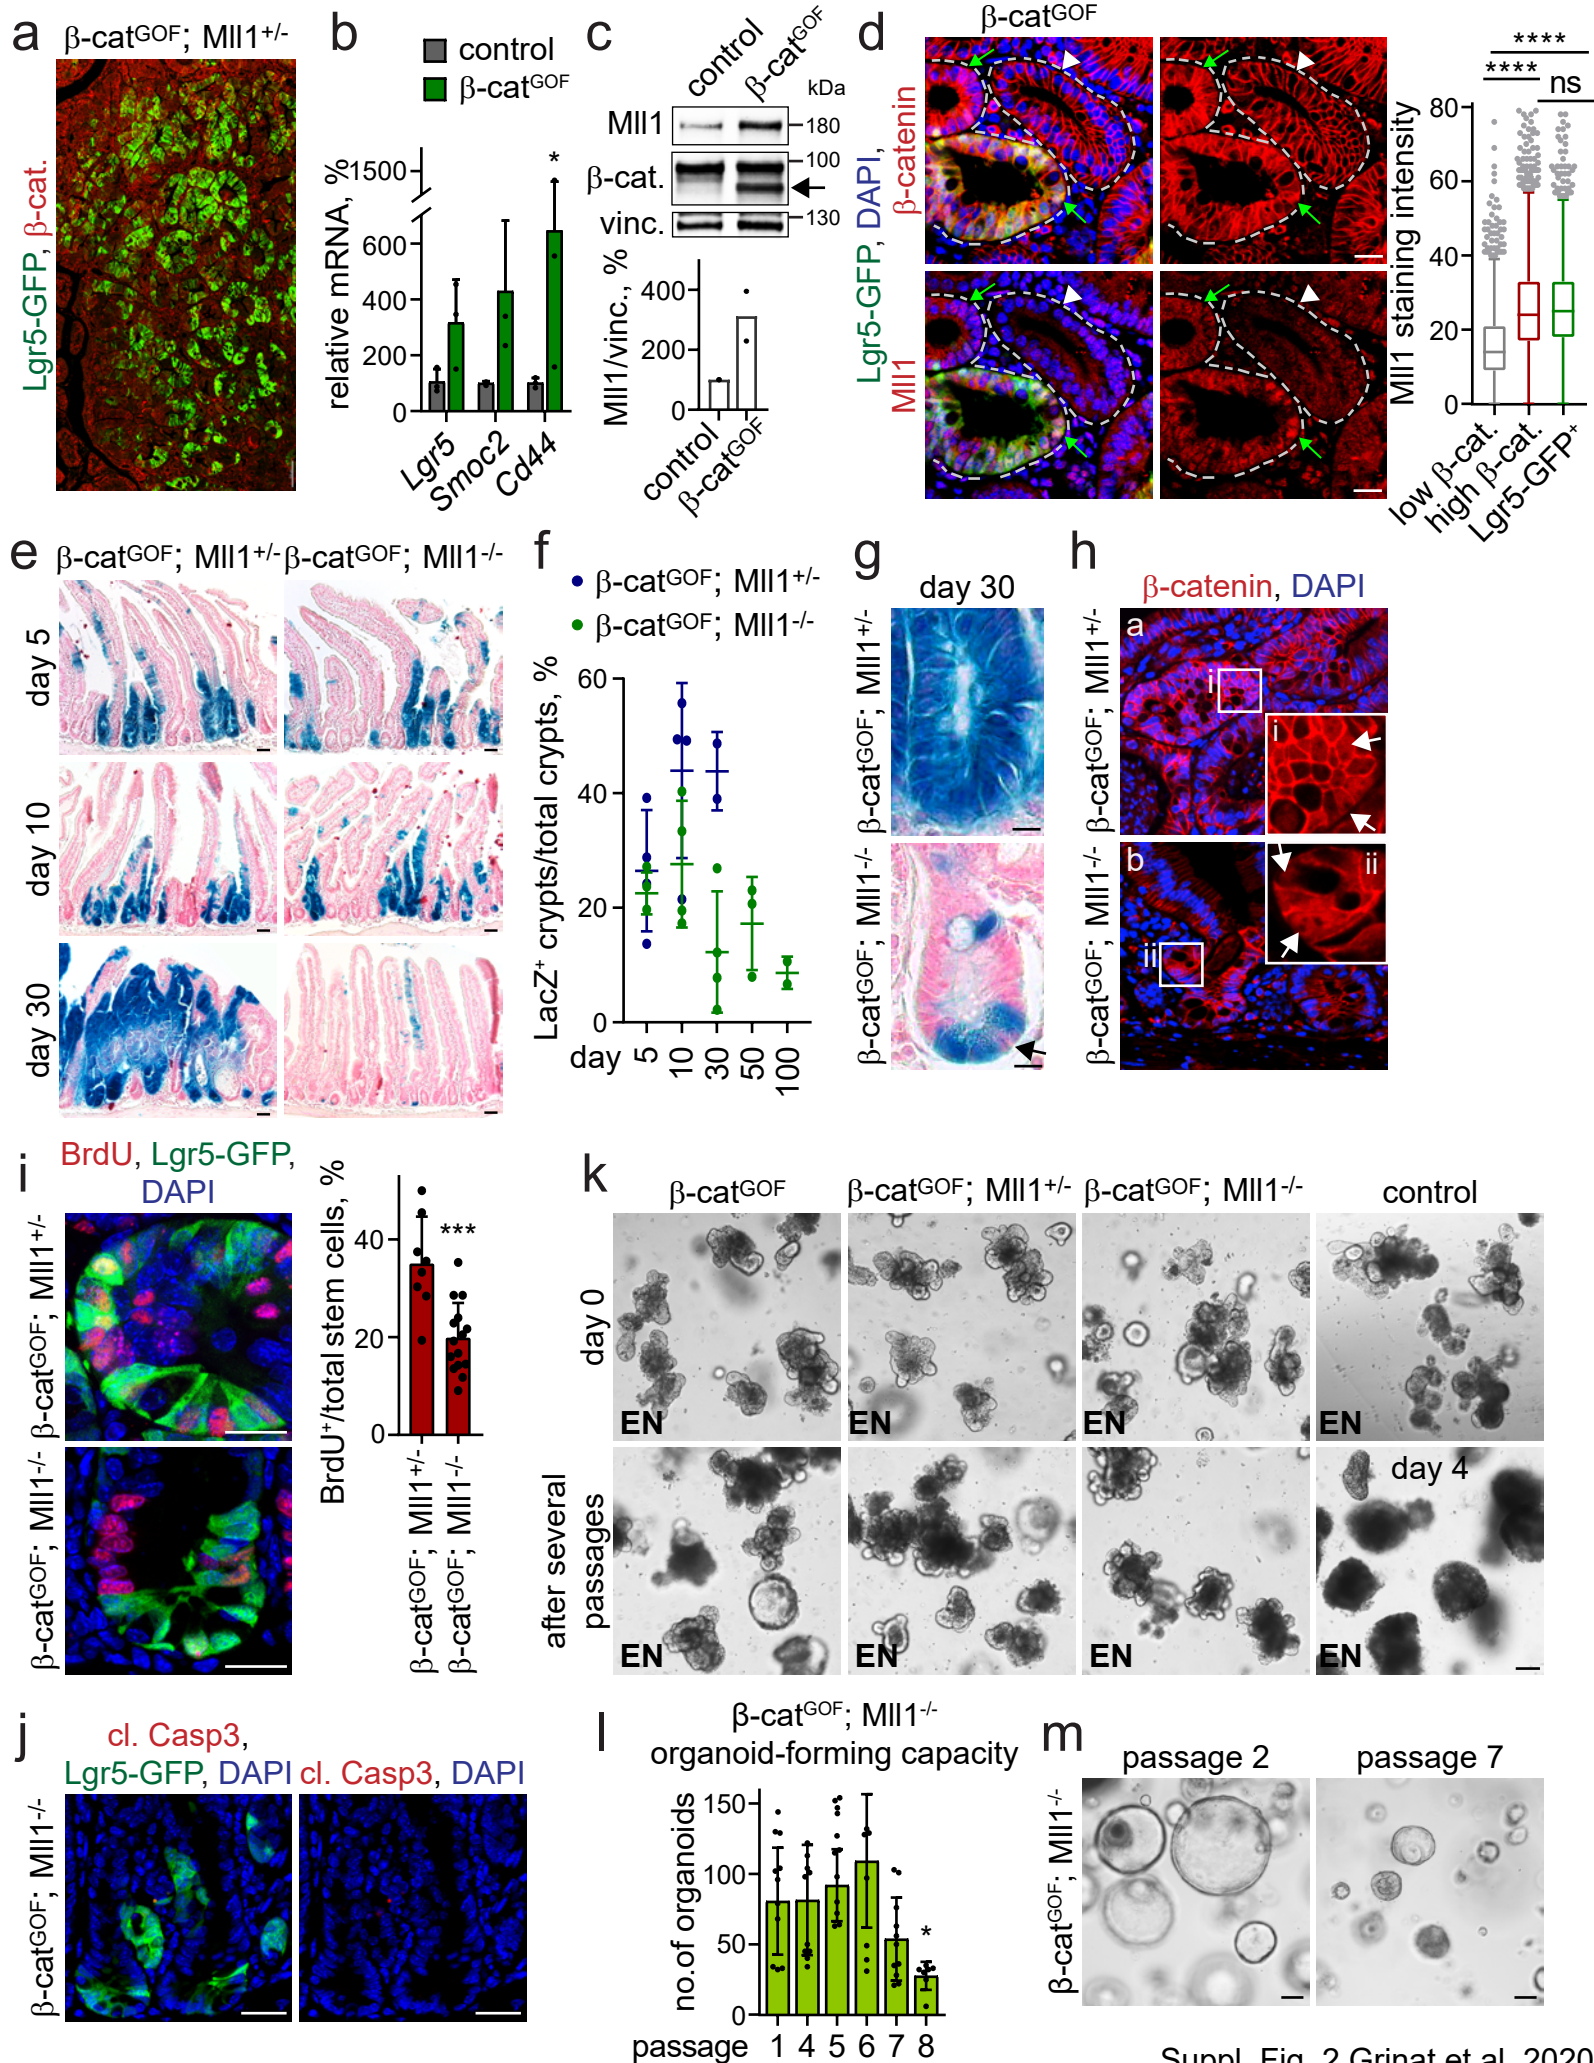 a
β-catGOF; Mll1+/-
Lgr5-GFP, β-cat.
b
control
β-catGOF
relative mRNA, %
1500
600
400
200
0
*
Lgr5
Smoc2
Cd44
c
control
β-catGOF
kDa
Mll1
180
β-cat.
100
vinc.
130
Mll1/vinc., %
400
200
0
control
β-catGOF
d
β-catGOF
Lgr5-GFP, DAPI,
β-catenin
Mll1
Mll1 staining intensity
****
****
ns
80
60
40
20
0
low β-cat.
high β-cat.
Lgr5-GFP+
e
β-catGOF; Mll1+/-
β-catGOF; Mll1-/-
day 5
day 10
day 30
f
β-catGOF; Mll1+/-
β-catGOF; Mll1-/-
LacZ+ crypts/total crypts, %
60
40
20
0
day 5 10 30 50 100
g
day 30
β-catGOF; Mll1+/-
β-catGOF; Mll1-/-
h
β-catenin, DAPI
β-catGOF; Mll1+/-
a
i
i
β-catGOF; Mll1-/-
b
ii
ii
i
BrdU, Lgr5-GFP,
DAPI
β-catGOF; Mll1+/-
β-catGOF; Mll1-/-
BrdU+/total stem cells, %
***
40
20
0
β-catGOF; Mll1+/-
β-catGOF; Mll1-/-
k
β-catGOF
β-catGOF; Mll1+/-
β-catGOF; Mll1-/-
control
day 0
EN
EN
EN
EN
after several
passages
day 4
EN
EN
EN
EN
j
cl. Casp3,
Lgr5-GFP, DAPI
cl. Casp3, DAPI
β-catGOF; Mll1-/-
l
β-catGOF; Mll1-/-
organoid-forming capacity
no.of organoids
150
100
50
0
*
passage 1 4 5 6 7 8
m
passage 2
passage 7
β-catGOF; Mll1-/-
Suppl. Fig. 2 Grinat et al. 2020